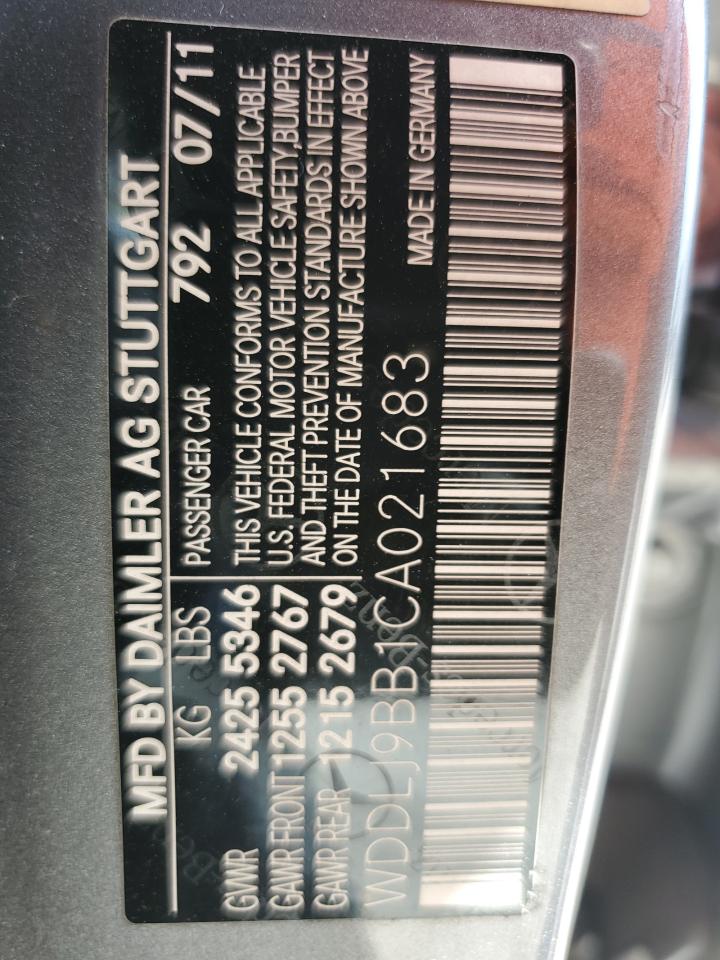 MFD BY DAIMLER AG STUTTGART
KG LBS PASSENGER CAR 792 07/11
GVWR 2425 5346 THIS VEHICLE CONFORMS TO ALL APPLICABLE
GAWR FRONT 1255 2767 U.S. FEDERAL MOTOR VEHICLE SAFETY, BUMPER
GAWR REAR 1215 2679 AND THEFT PREVENTION STANDARDS IN EFFECT
ON THE DATE OF MANUFACTURE SHOWN ABOVE
WDDLJ9BB1CA021683 MADE IN GERMANY